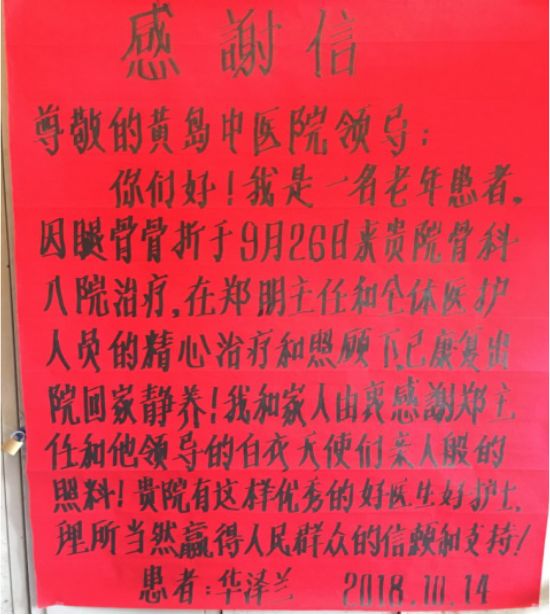 感謝信
尊敬的黄岛中医院领导：
你们好！我是一名老年患者，
因腿骨骨折于9月26日来贵院骨科
入院治疗，在郑朋主任和全体医护
人员的精心治疗和照顾下，已康复出
院回家静养！我和家人由衷感謝郑主
任和他领导的白衣天使们亲人般的
照料！贵院有这样优秀的好医生好护士，
理所当然赢得人民群众的信赖和支持！
患者：华泽兰 2018.10.14